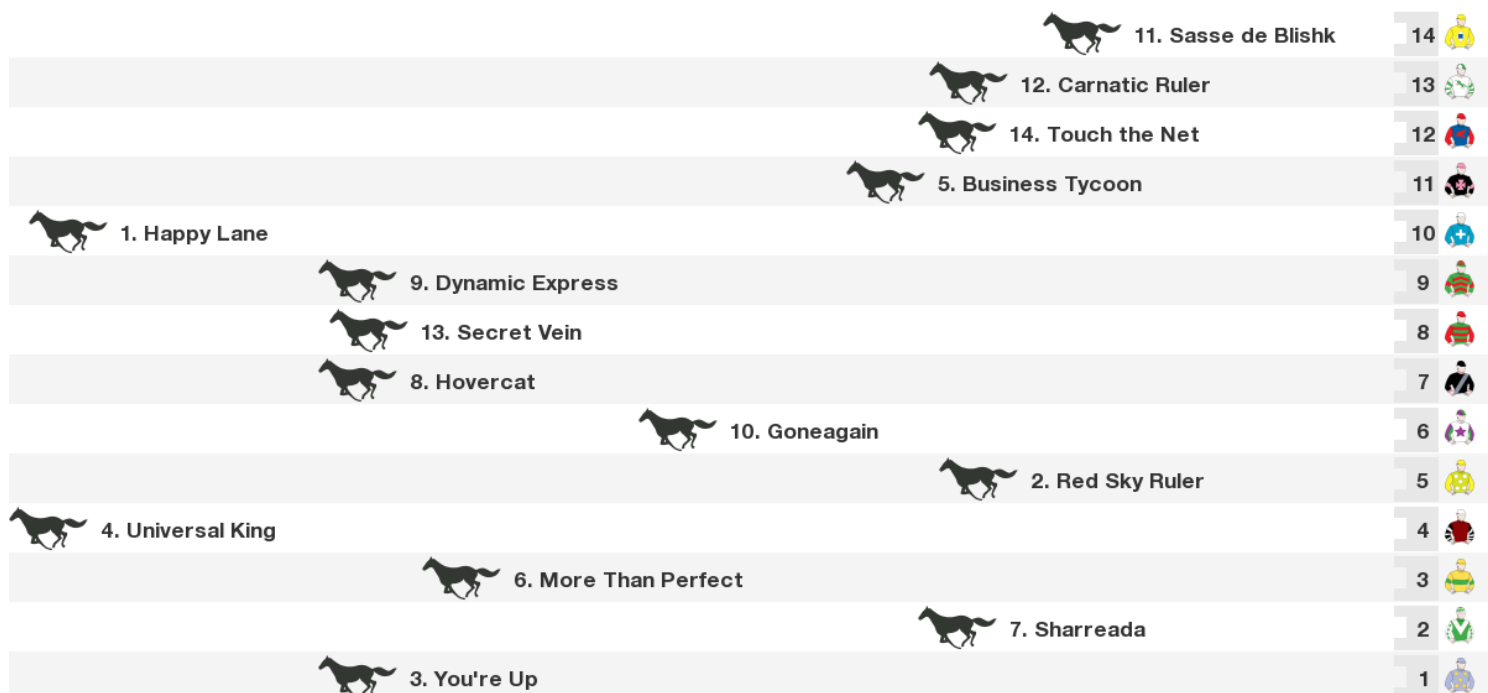 11. Sasse de Blishk 14
12. Carnatic Ruler 13
14. Touch the Net 12
5. Business Tycoon 11
1. Happy Lane 10
9. Dynamic Express 9
13. Secret Vein 8
8. Hovercat 7
10. Goneagain 6
2. Red Sky Ruler 5
4. Universal King 4
6. More Than Perfect 3
7. Sharreada 2
3. You're Up 1